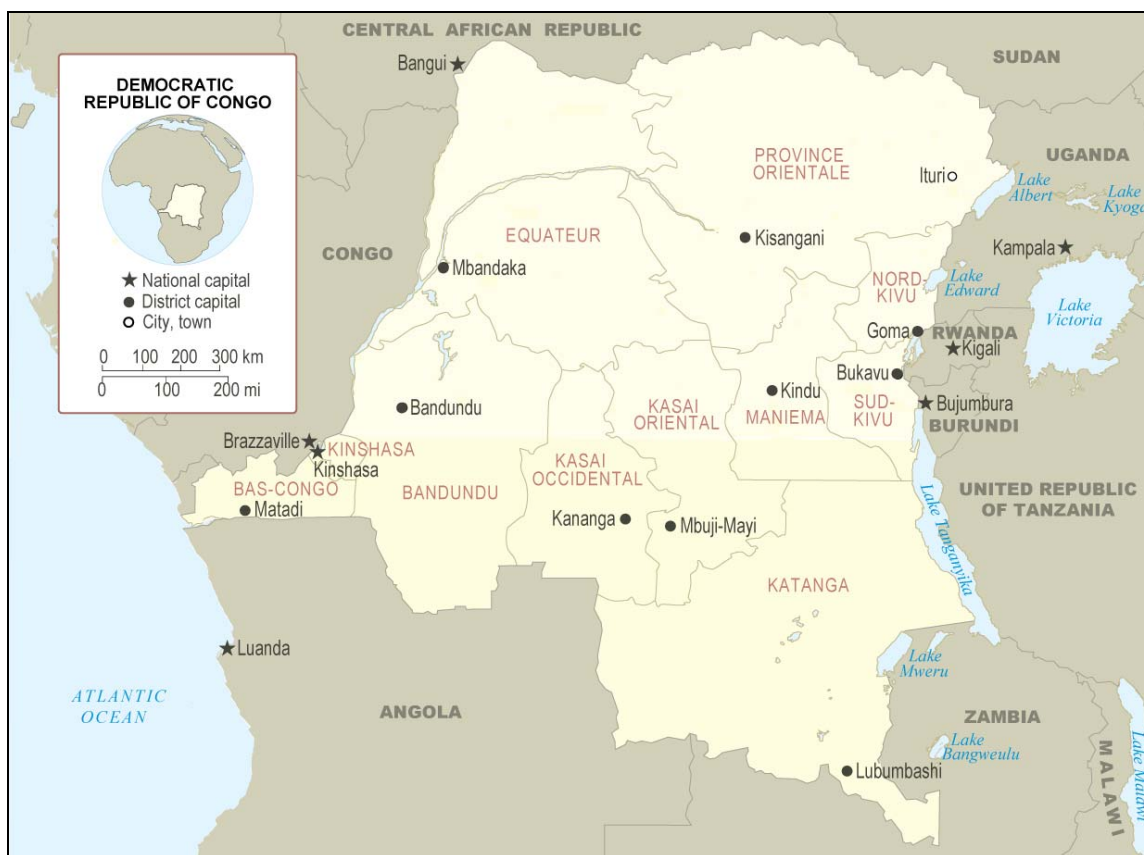 CENTRAL AFRICAN REPUBLIC
SUDAN
Bangui
DEMOCRATIC
REPUBLIC OF CONGO
National capital
District capital
City, town
0 100 200 300 km
0 100 200 mi
PROVINCE
ORIENTALE
Ituri
UGANDA
Lake
Albert
Lake
Kyoga
EQUATEUR
Kisangani
CONGO
Kampala
Mbandaka
NORD-
KIVU
Lake
Edward
Lake
Victoria
Goma
RWANDA
Kigali
Bukavu
Kindu
Bandundu
KASAI
ORIENTAL
MANIEMA
SUD-
KIVU
Bujumbura
BURUNDI
Brazzaville
KINSHASA
Kinshasa
KASAI
OCCIDENTAL
BAS-CONGO
BANDUNDU
Matadi
Kananga
Mbuji-Mayi
UNITED REPUBLIC
OF TANZANIA
Lake Tanganyika
KATANGA
Luanda
Lake
Mweru
ATLANTIC
OCEAN
ANGOLA
ZAMBIA
Lake
Bangweulu
Lubumbashi
MALAWI
Lake Malawi